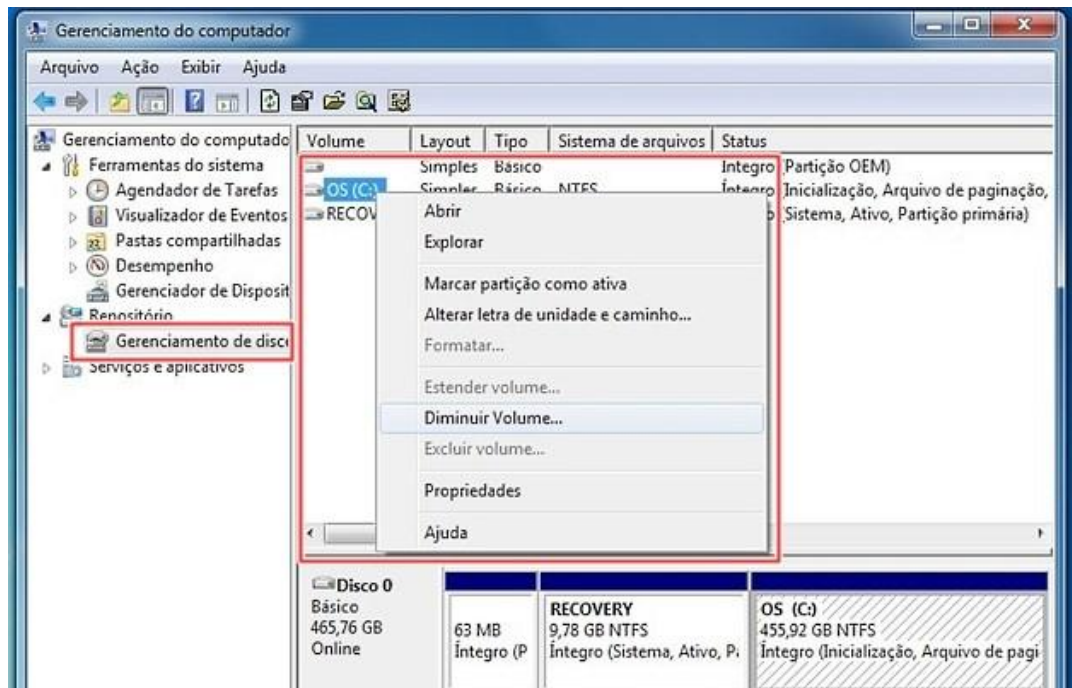 Gerenciamento do computador
Arquivo Ação Exibir Ajuda
Gerenciamento do computado
Ferramentas do sistema
Agendador de Tarefas
Visualizador de Eventos
Pastas compartilhadas
Desempenho
Gerenciador de Disposit
Repositório
Gerenciamento de disc
Serviços e aplicativos
Volume Layout Tipo Sistema de arquivos Status
Simples Básico Íntegro (Partição OEM)
OS (C:) Simples Básico NTFS Íntegro (Inicialização, Arquivo de paginação,
RECOV (Sistema, Ativo, Partição primária)
Abrir
Explorar
Marcar partição como ativa
Alterar letra de unidade e caminho...
Formatar...
Estender volume...
Diminuir Volume...
Excluir volume...
Propriedades
Ajuda
Disco 0
Básico
465,76 GB
Online
63 MB
Íntegro (P
RECOVERY
9,78 GB NTFS
Íntegro (Sistema, Ativo, Pa
OS (C:)
455,92 GB NTFS
Íntegro (Inicialização, Arquivo de pagi